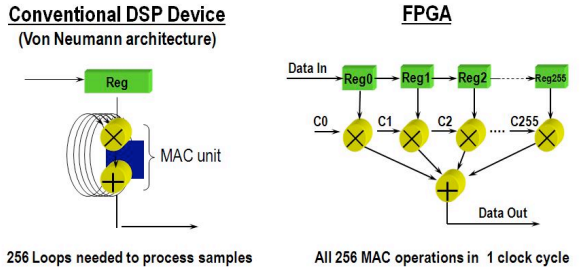 Conventional DSP Device
(Von Neumann architecture)
Reg
MAC unit
256 Loops needed to process samples
FPGA
Data In
Reg0
Reg1
Reg2
Reg255
C0
C1
C2
....
C255
Data Out
All 256 MAC operations in 1 clock cycle